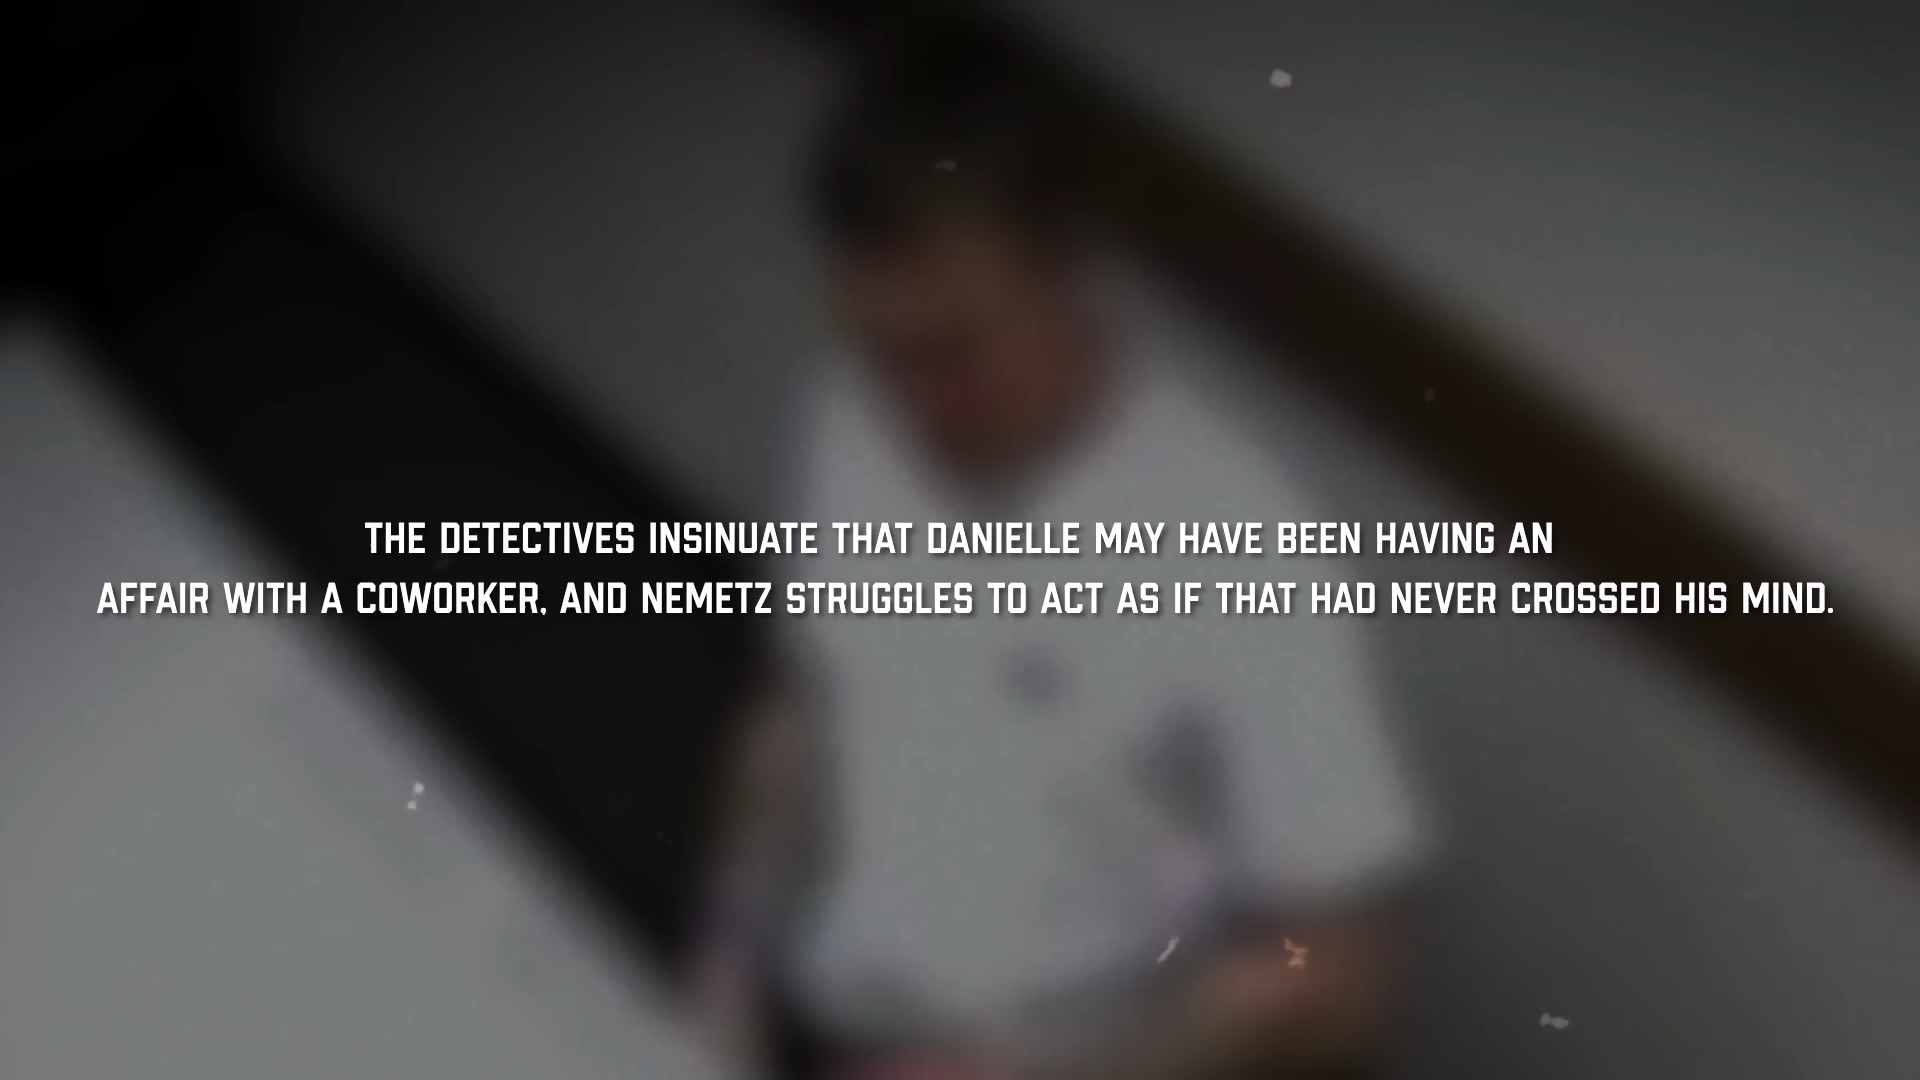 THE DETECTIVES INSINUATE THAT DANIELLE MAY HAVE BEEN HAVING AN
AFFAIR WITH A COWORKER, AND NEMETZ STRUGGLES TO ACT AS IF THAT HAD NEVER CROSSED HIS MIND.